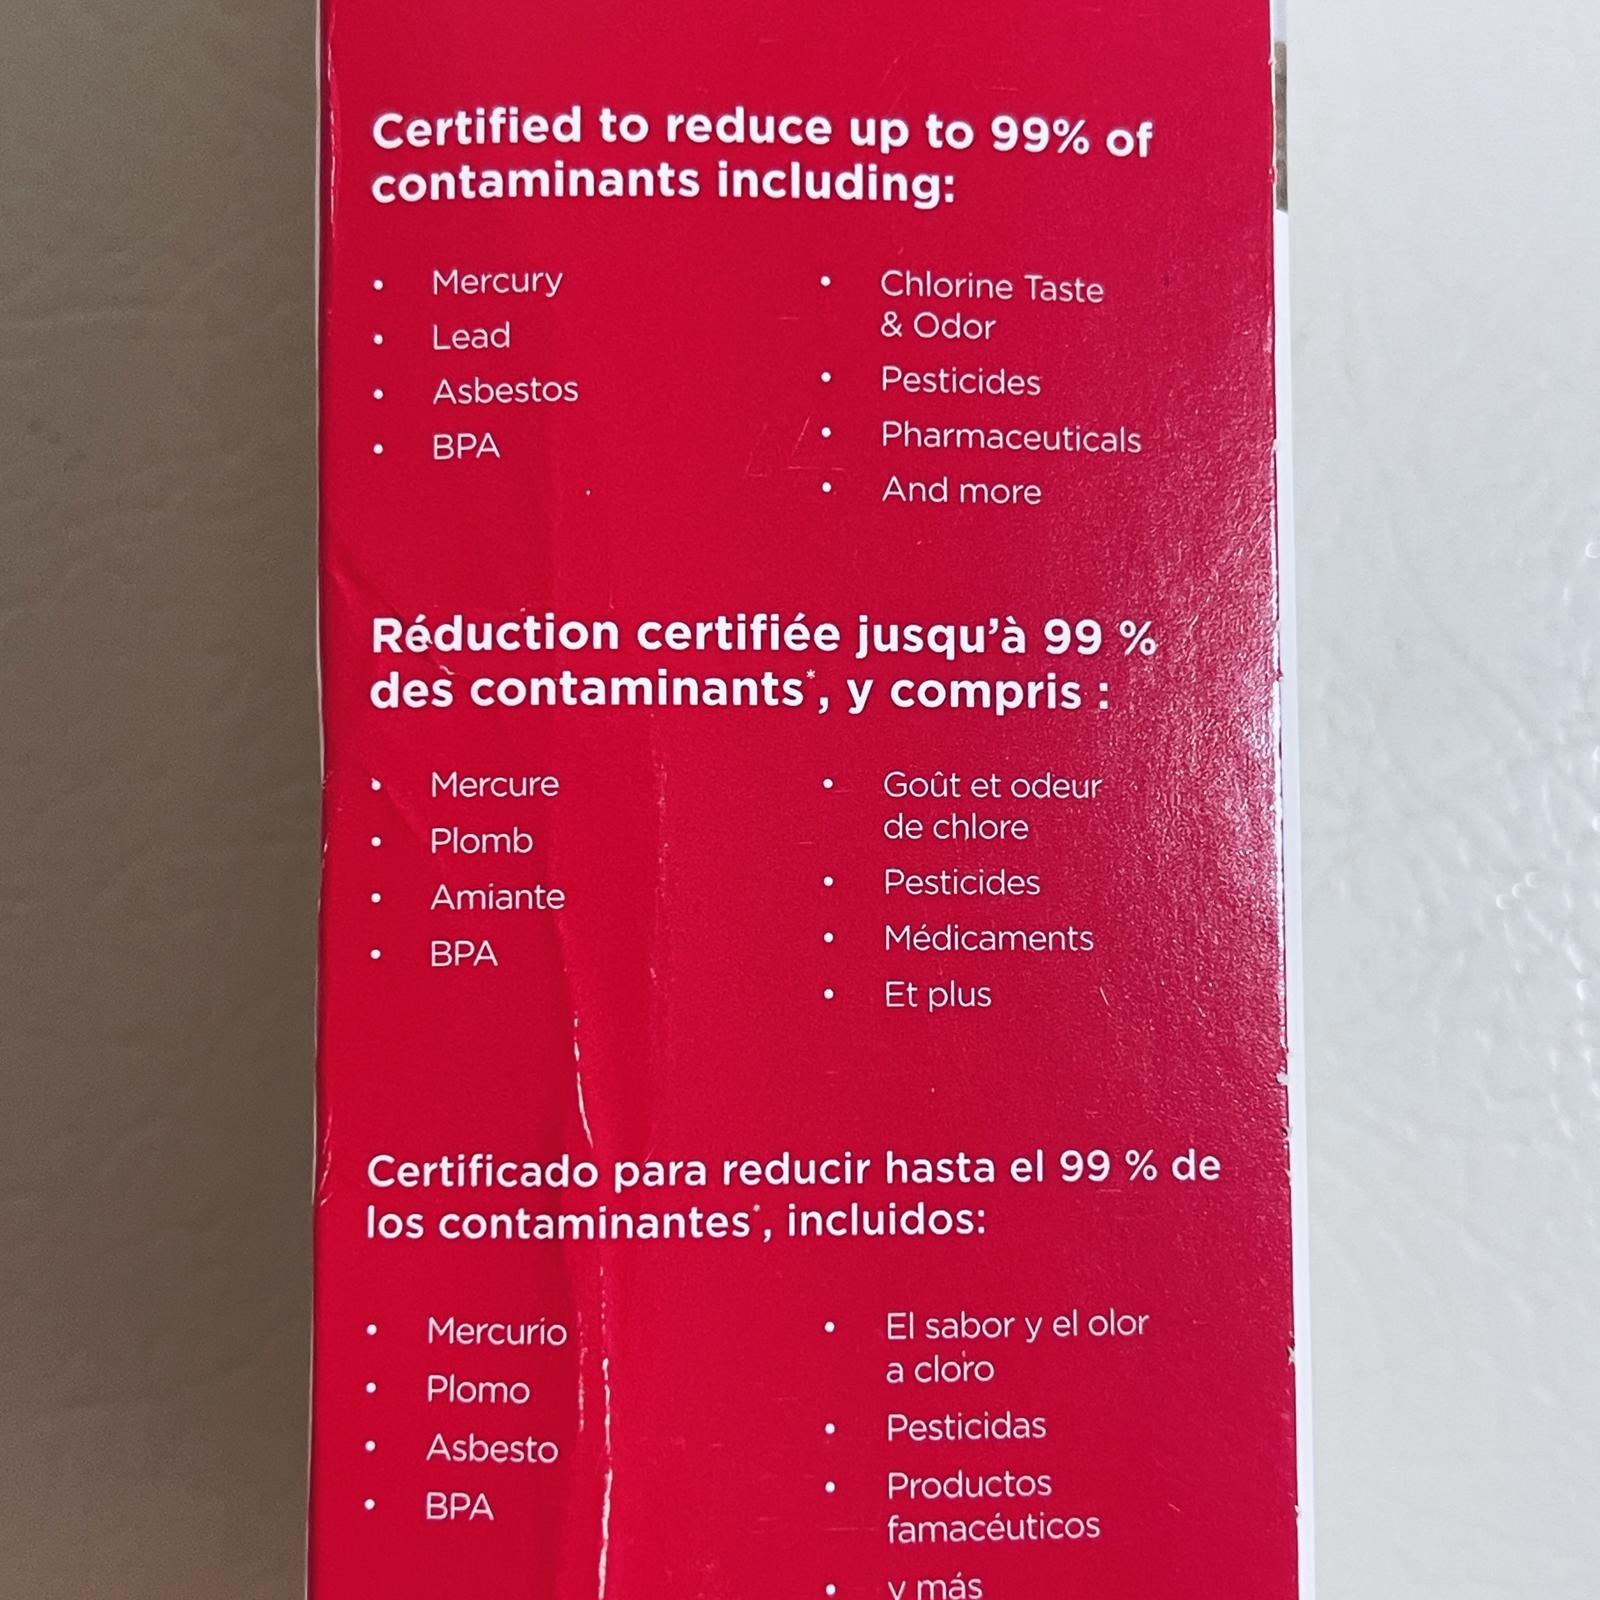 Certified to reduce up to 99% of
contaminants including:
• Mercury
• Lead
• Asbestos
• BPA
• Chlorine Taste
& Odor
• Pesticides
• Pharmaceuticals
• And more
Réduction certifiée jusqu'à 99 %
des contaminants*, y compris :
• Mercure
• Plomb
• Amiante
• BPA
• Goût et odeur
de chlore
• Pesticides
• Médicaments
• Et plus
Certificado para reducir hasta el 99 % de
los contaminantes*, incluidos:
• Mercurio
• Plomo
• Asbesto
• BPA
• El sabor y el olor
a cloro
• Pesticidas
• Productos
famacéuticos
• y más